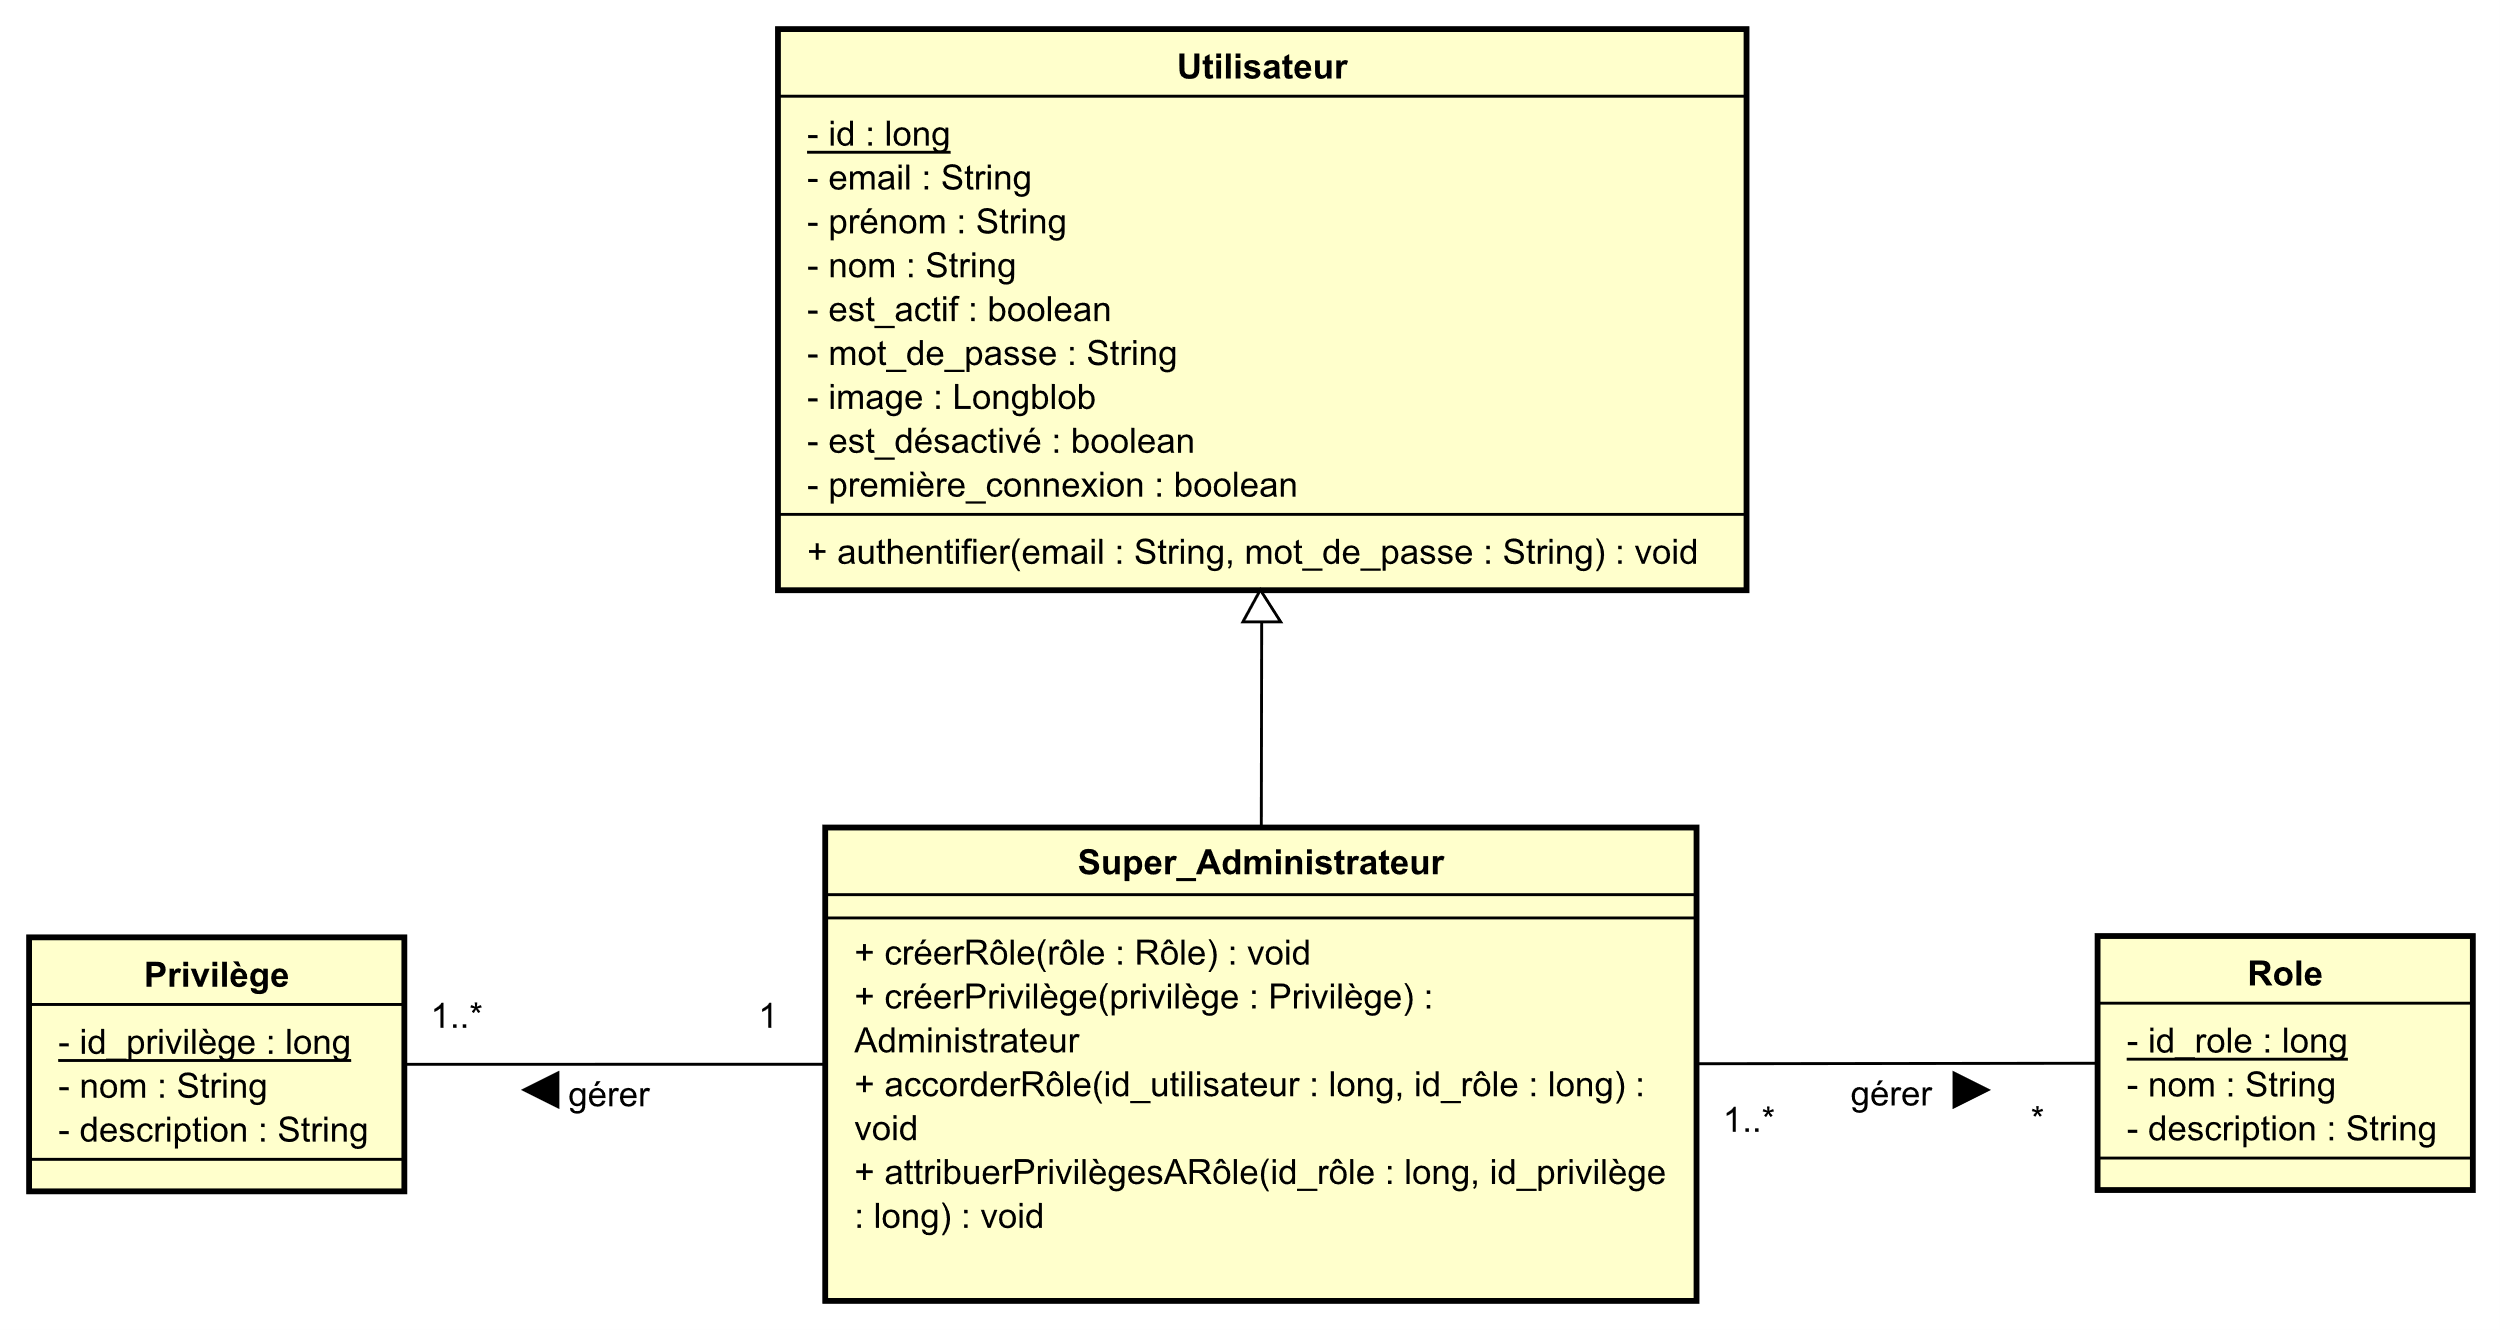 Utilisateur
- id : long
- email : String
- prénom : String
- nom : String
- est_actif : boolean
- mot_de_passe : String
- image : Longblob
- est_désactivé : boolean
- première_connexion : boolean
+ authentifier(email : String, mot_de_passe : String) : void
Privilège
- id_privilège : long
- nom : String
- description : String
1..*
1
gérer
Super_Administrateur
+ créerRôle(rôle : Rôle) : void
+ créerPrivilège(privilège : Privilège) :
Administrateur
+ accorderRôle(id_utilisateur : long, id_rôle : long) :
void
+ attribuerPrivilègesARôle(id_rôle : long, id_privilège
: long) : void
1..*
gérer
*
Role
- id_role : long
- nom : String
- description : String